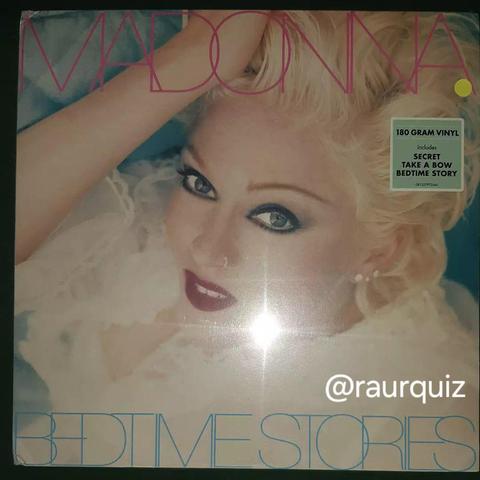 MADONNA
180 GRAM VINYL
includes
SECRET
TAKE A BOW
BEDTIME STORY
@raurquiz
BEDTIME STORIES